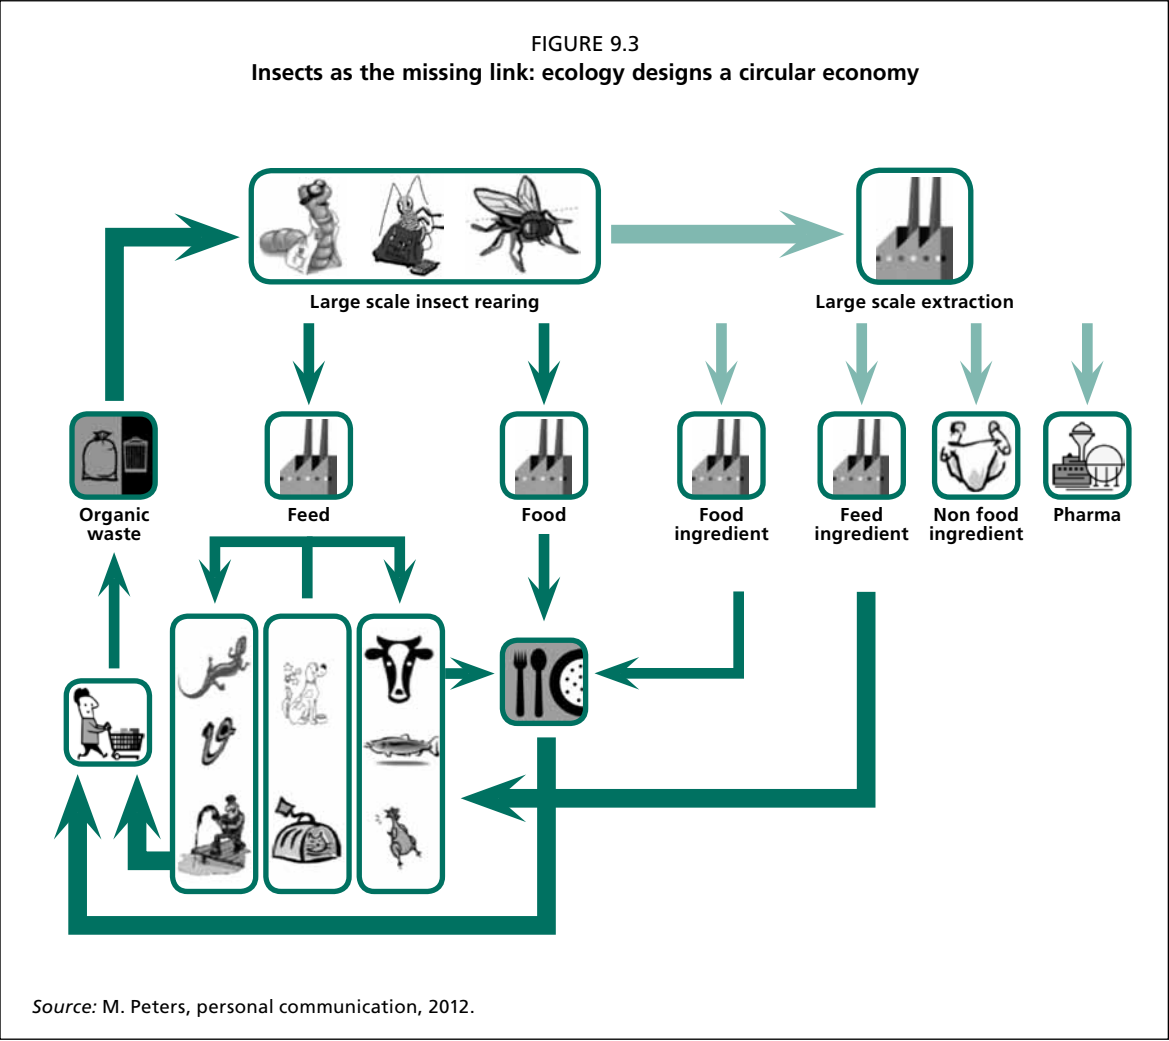 FIGURE 9.3
Insects as the missing link: ecology designs a circular economy
Large scale insect rearing
Large scale extraction
Organic
waste
Feed
Food
Food
ingredient
Feed
ingredient
Non food
ingredient
Pharma
Source: M. Peters, personal communication, 2012.